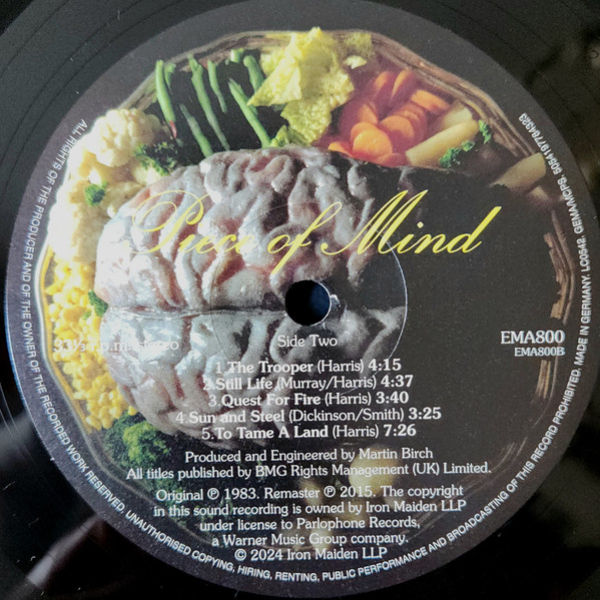 Piece of Mind
33⅓ r.p.m. stereo
Side Two
EMA800
EMA800B
1.The Trooper (Harris) 4:15
2.Still Life (Murray/Harris) 4:37
3.Quest For Fire (Harris) 3:40
4.Sun and Steel (Dickinson/Smith) 3:25
5.To Tame A Land (Harris) 7:26
Produced and Engineered by Martin Birch
All titles published by BMG Rights Management (UK) Limited.
Original ℗ 1983. Remaster ℗ 2015. The copyright
in this sound recording is owned by Iron Maiden LLP
under license to Parlophone Records,
a Warner Music Group company.
© 2024 Iron Maiden LLP
ALL RIGHTS OF THE PRODUCER AND OF THE OWNER OF THE RECORDED WORK RESERVED. UNAUTHORISED COPYING, HIRING, RENTING, PUBLIC PERFORMANCE AND BROADCASTING OF THIS RECORD PROHIBITED. MADE IN GERMANY. LC0542. GEMA/MCPS.